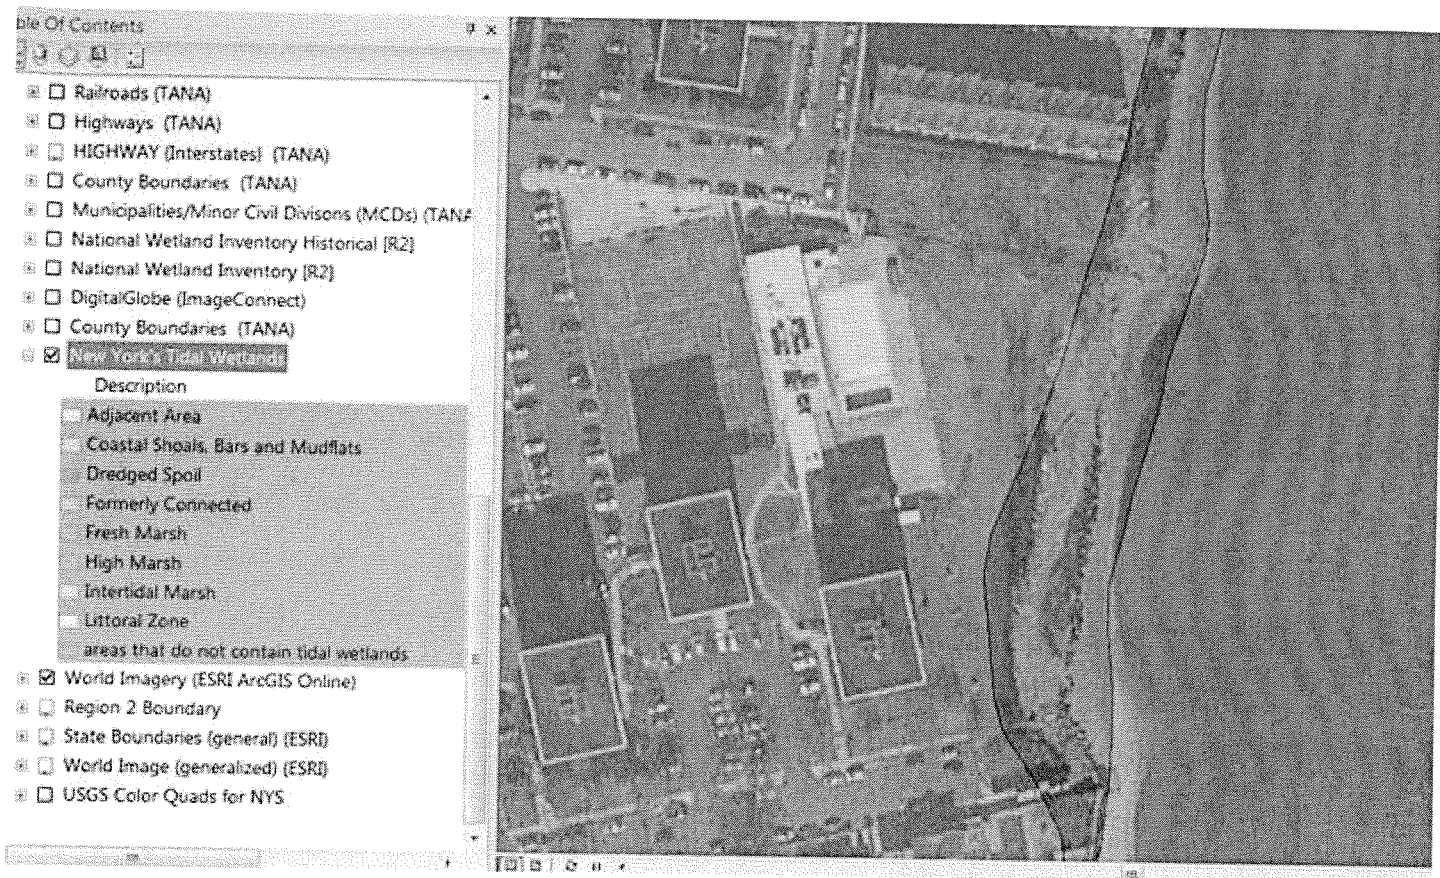 ble Of Contents
Railroads (TANA)
Highways (TANA)
HIGHWAY (Interstates) (TANA)
County Boundaries (TANA)
Municipalities/Minor Civil Divisons (MCDs) (TANA
National Wetland Inventory Historical [R2]
National Wetland Inventory [R2]
DigitalGlobe (ImageConnect)
County Boundaries (TANA)
New York's Tidal Wetlands
Description
Adjacent Area
Coastal Shoals, Bars and Mudflats
Dredged Spoil
Formerly Connected
Fresh Marsh
High Marsh
Intertidal Marsh
Littoral Zone
areas that do not contain tidal wetlands
World Imagery (ESRI ArcGIS Online)
Region 2 Boundary
State Boundaries (general) (ESRI)
World Image (generalized) (ESRI)
USGS Color Quads for NYS